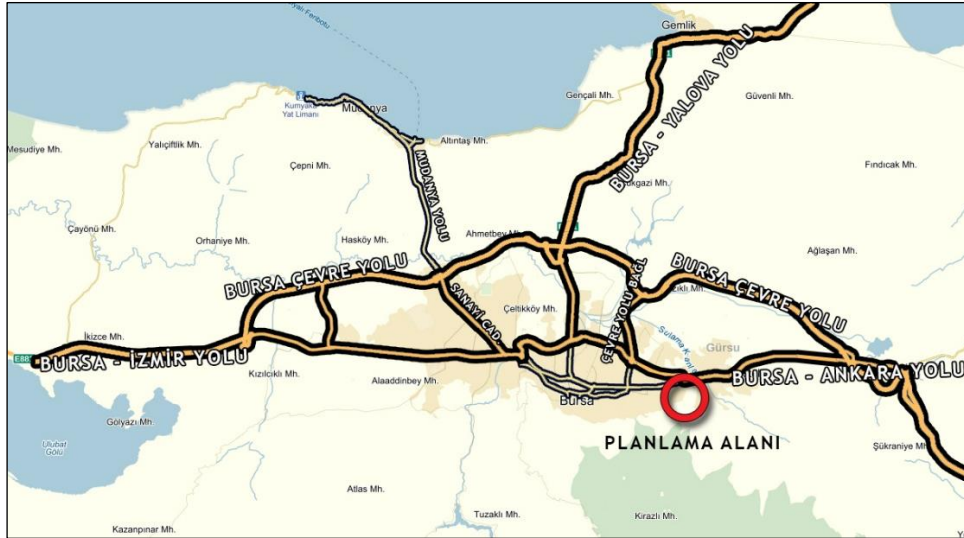 Gemlik
Kumyaka
Yat Limanı
Mudanya
Gençali Mh.
Güvenli Mh.
BURSA - YALOVA YOLU
Mesudiye Mh.
Yalıçiftlik Mh.
Altıntaş Mh.
Çepni Mh.
MUDANYA YOLU
Fındıcak Mh.
Çayönü Mh.
Orhaniye Mh.
Hasköy Mh.
Ahmetbey Mh.
Ağlaşan Mh.
BURSA ÇEVRE YOLU
BURSA ÇEVRE YOLU
SANAYİ CAD
Çeltikköy Mh.
ÇEVRE YOLU BAĞL
İkizce Mh.
Gürsu
BURSA - İZMİR YOLU
Kızılcıklı Mh.
Alaaddinbey Mh.
BURSA - ANKARA YOLU
Bursa
Gölyazı Mh.
Ulubat
Gölü
PLANLAMA ALANI
Şükraniye Mh.
Atlas Mh.
Tuzaklı Mh.
Kirazlı Mh.
Kazanpınar Mh.